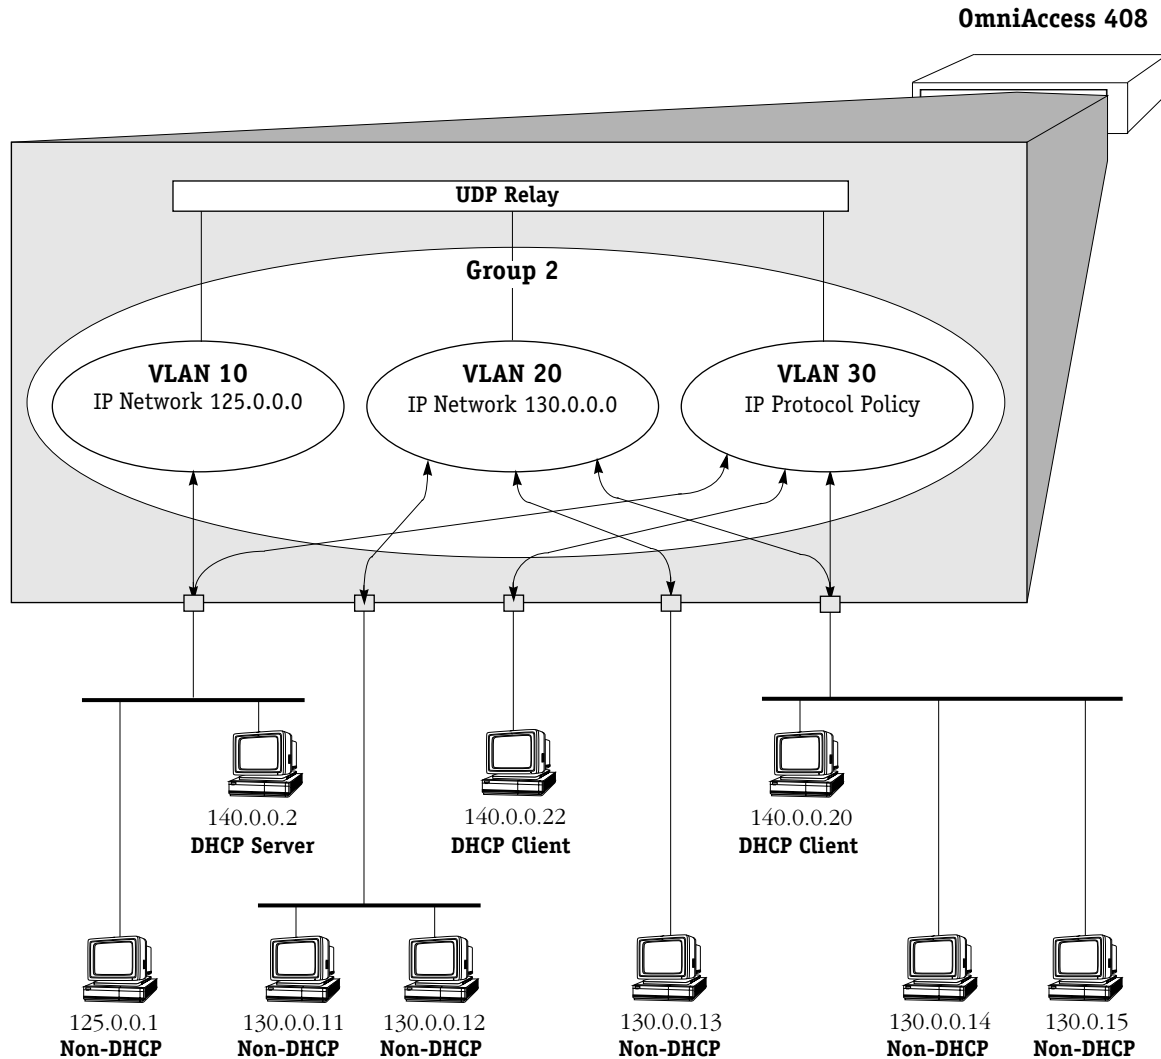 OmniAccess 408
UDP Relay
Group 2
VLAN 10
IP Network 125.0.0.0
VLAN 20
IP Network 130.0.0.0
VLAN 30
IP Protocol Policy
140.0.0.2
DHCP Server
140.0.0.22
DHCP Client
140.0.0.20
DHCP Client
125.0.0.1
Non-DHCP
130.0.0.11
Non-DHCP
130.0.0.12
Non-DHCP
130.0.0.13
Non-DHCP
130.0.0.14
Non-DHCP
130.0.15
Non-DHCP